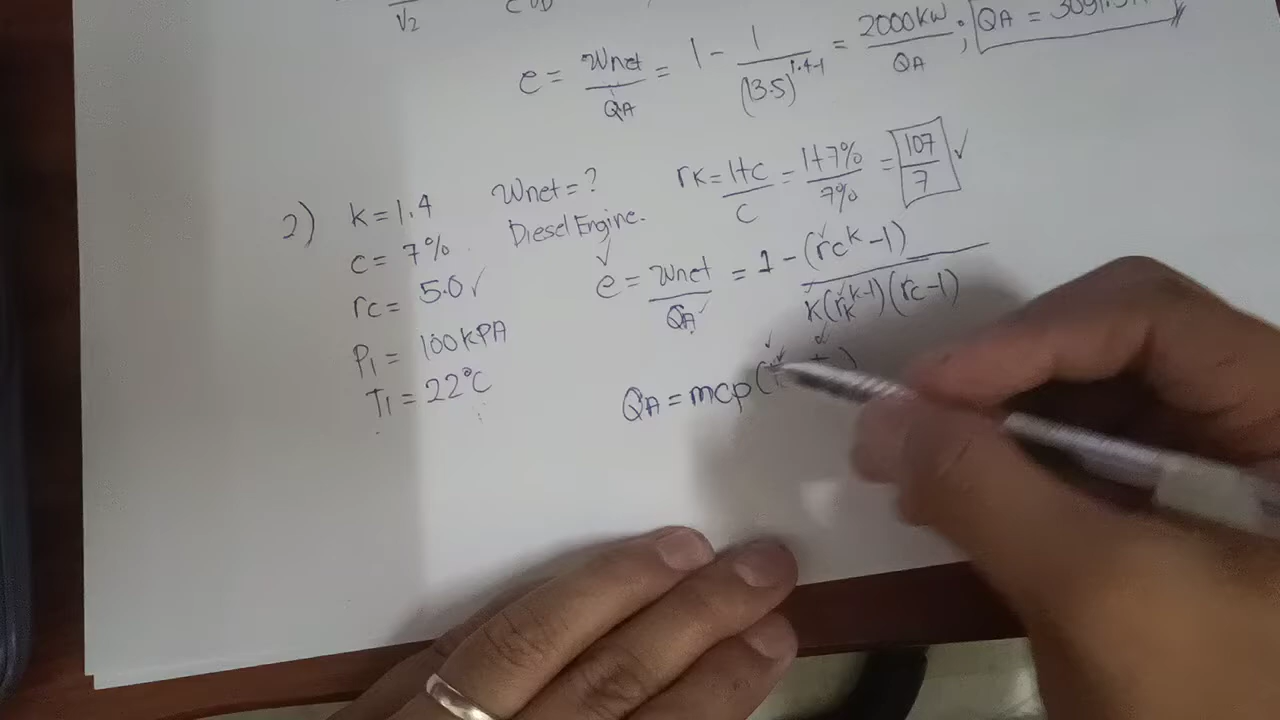 √2
e = Wnet / QA = 1 - 1 / (13.5)^1.4-1 = 2000KW / QA ; QA =
2) k = 1.4 Wnet = ? rK = 1+c / c = 1+7% / 7% = 107 / 7 ✓
c = 7% Diesel Engine.
rc = 5.0 ✓ e = Wnet / QA = 1 - (rc^k - 1) / k(rk^k-1)(rc-1)
P1 = 100KPA
T1 = 22°C QA = mcp (